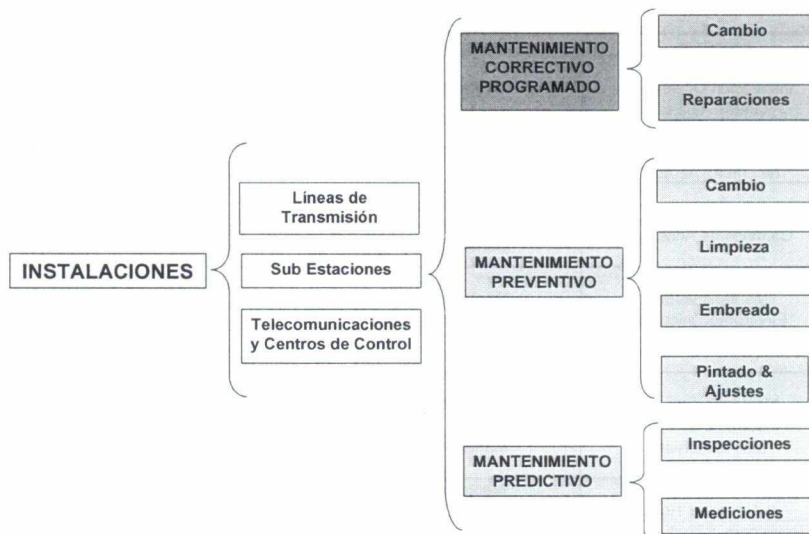 INSTALACIONES
Líneas de
Transmisión
Sub Estaciones
Telecomunicaciones
y Centros de Control
MANTENIMIENTO
CORRECTIVO
PROGRAMADO
Cambio
Reparaciones
MANTENIMIENTO
PREVENTIVO
Cambio
Limpieza
Embreado
Pintado &
Ajustes
MANTENIMIENTO
PREDICTIVO
Inspecciones
Mediciones